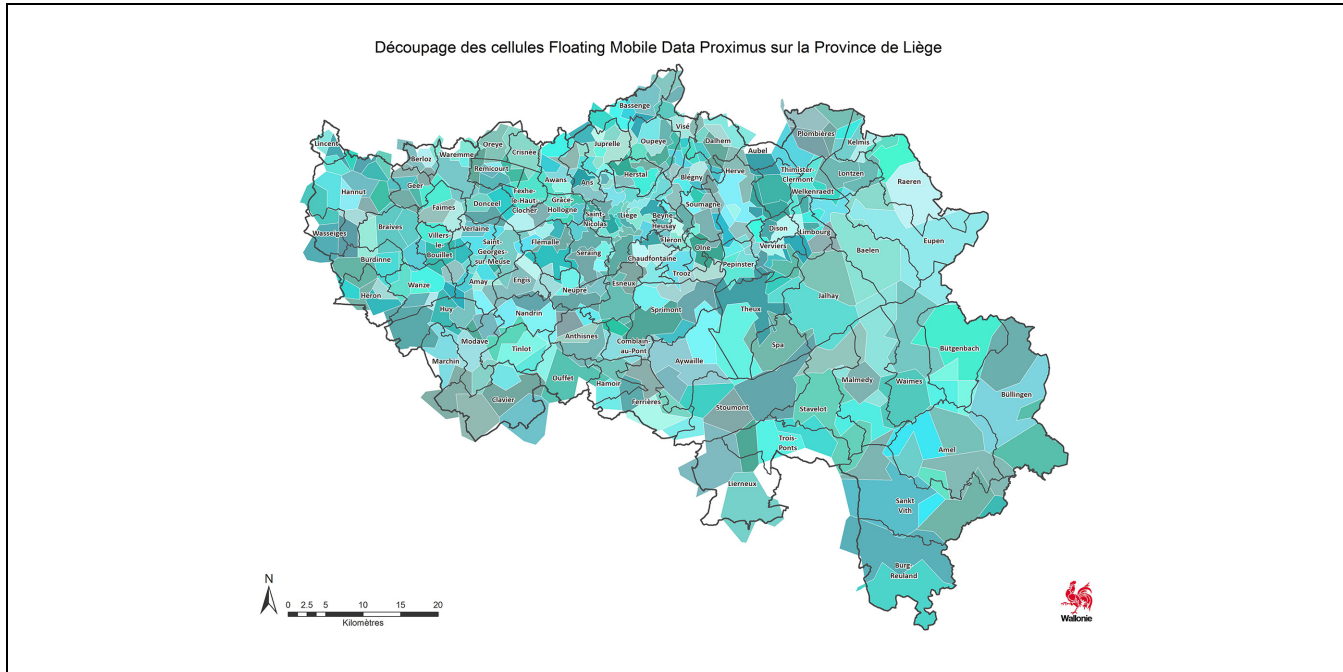 Découpage des cellules Floating Mobile Data Proximus sur la Province de Liège
Bassenge
Visé
Lincent
Oreye
Crisnée
Juprelle
Oupeye
Dalhem
Aubel
Plombières
Kelmis
Berloz
Waremme
Remicourt
Awans
Ans
Herstal
Blégny
Herve
Thimister-
Clermont
Lontzen
Raeren
Hannut
Geer
Faimes
Donceel
Fexhe-
le-Haut-
Clocher
Grâce-
Hollogne
Saint-
Nicolas
Liège
Beyne-
Heusay
Soumagne
Welkenraedt
Wasseiges
Braives
Villers-
le-
Bouillet
Verlaine
Saint-
Georges-
sur-Meuse
Flémalle
Seraing
Fléron
Chaudfontaine
Olne
Dison
Verviers
Limbourg
Baelen
Eupen
Burdinne
Héron
Wanze
Amay
Engis
Neupré
Esneux
Trooz
Pepinster
Jalhay
Huy
Nandrin
Sprimont
Theux
Modave
Marchin
Tinlot
Anthisnes
Comblain-
au-Pont
Aywaille
Spa
Malmedy
Waimes
Bütgenbach
Büllingen
Clavier
Ouffet
Hamoir
Ferrières
Stoumont
Stavelot
Trois-
Ponts
Amel
Lierneux
Sankt
Vith
Burg-
Reuland
N
0 2.5 5 10 15 20
Kilomètres
Wallonie